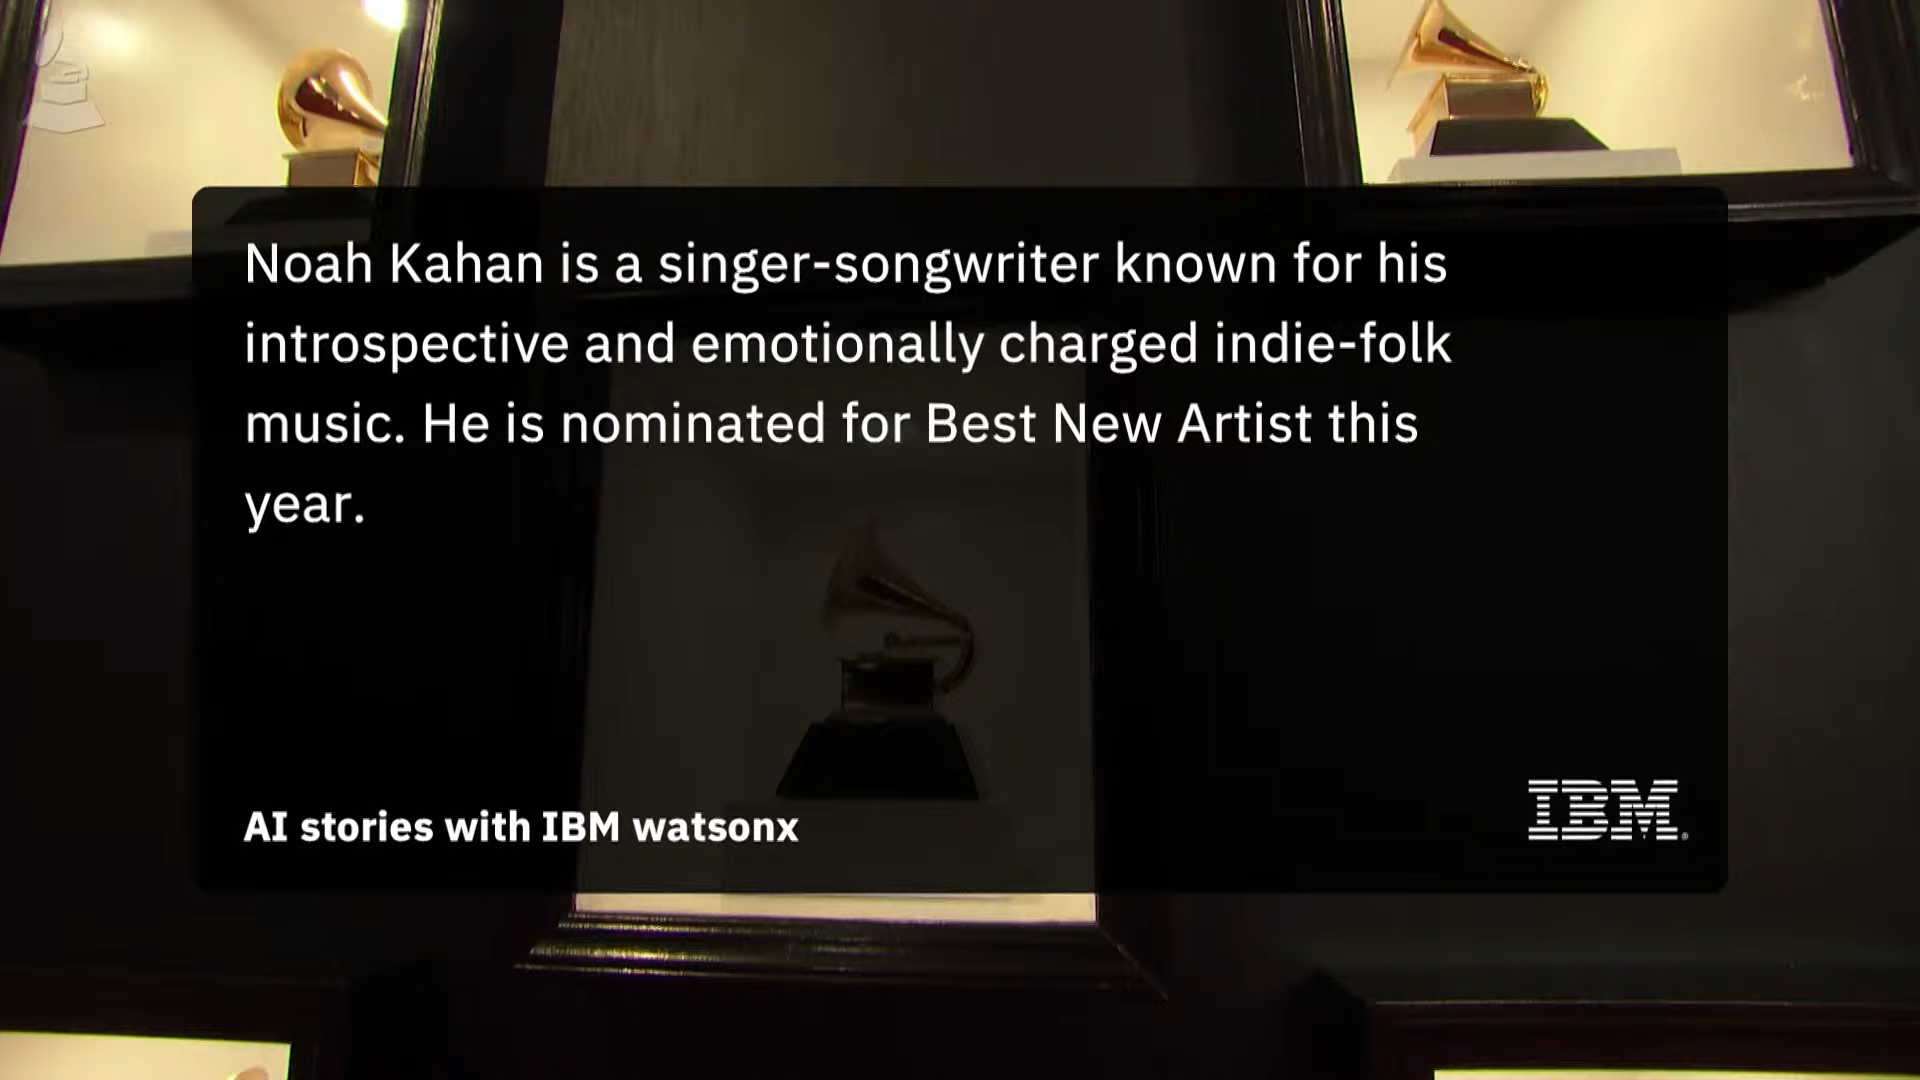 Noah Kahan is a singer-songwriter known for his
introspective and emotionally charged indie-folk
music. He is nominated for Best New Artist this
year.
AI stories with IBM watsonx
IBM®